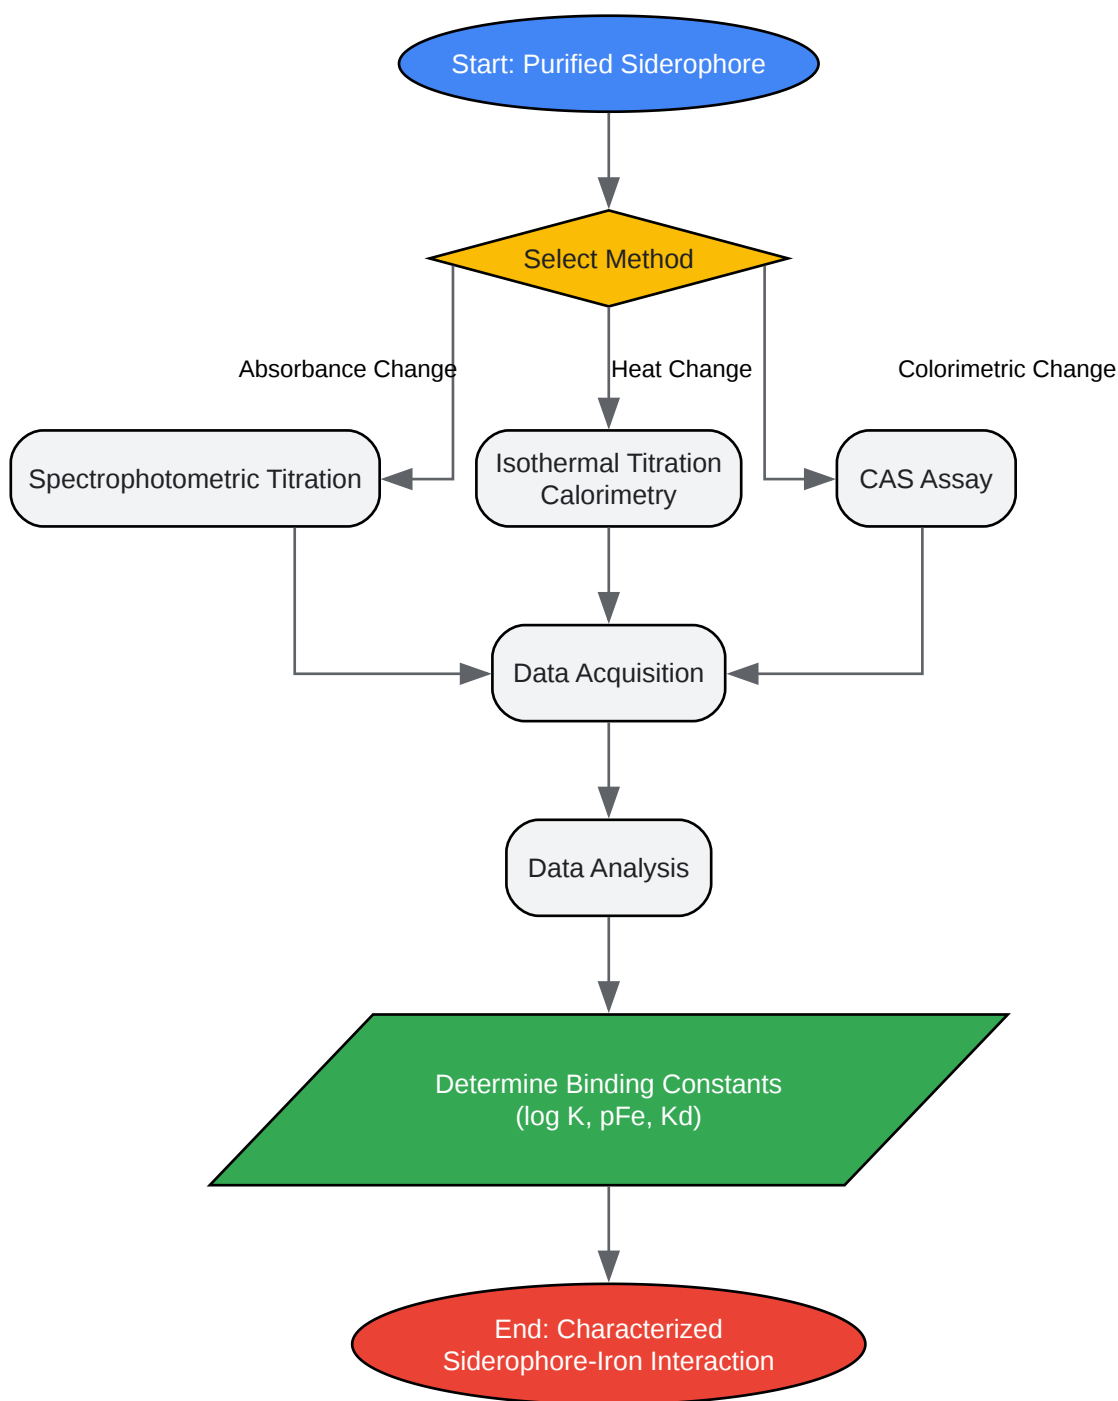 Start: Purified Siderophore
Select Method
Absorbance Change
Heat Change
Colorimetric Change
Spectrophotometric Titration
Isothermal Titration
Calorimetry
CAS Assay
Data Acquisition
Data Analysis
Determine Binding Constants
(log K, pFe, Kd)
End: Characterized
Siderophore-Iron Interaction